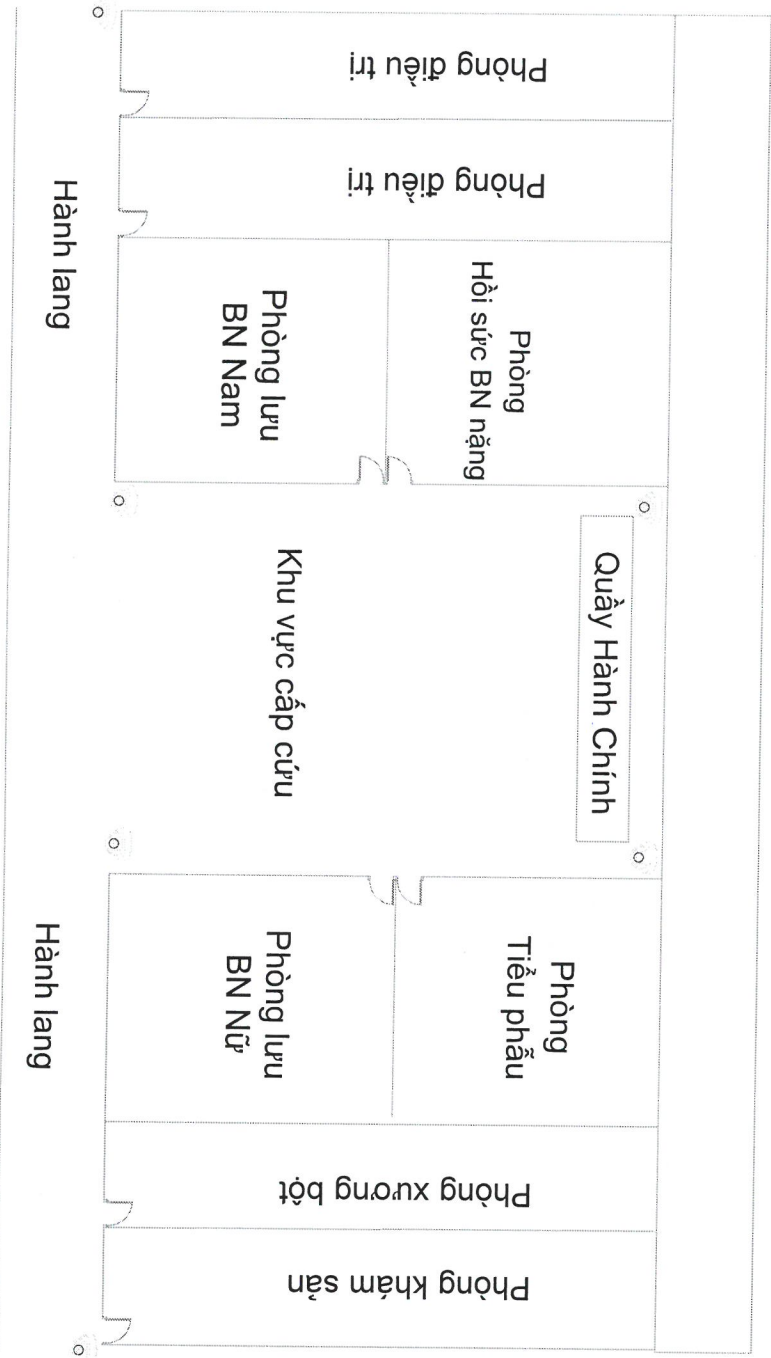 Phòng điều trị
Phòng điều trị
Phòng
Hồi sức BN nặng
Phòng lưu
BN Nam
Hành lang
Quầy Hành Chính
Khu vực cấp cứu
Phòng
Tiểu phẫu
Phòng lưu
BN Nữ
Hành lang
Phòng xương bột
Phòng khám sản